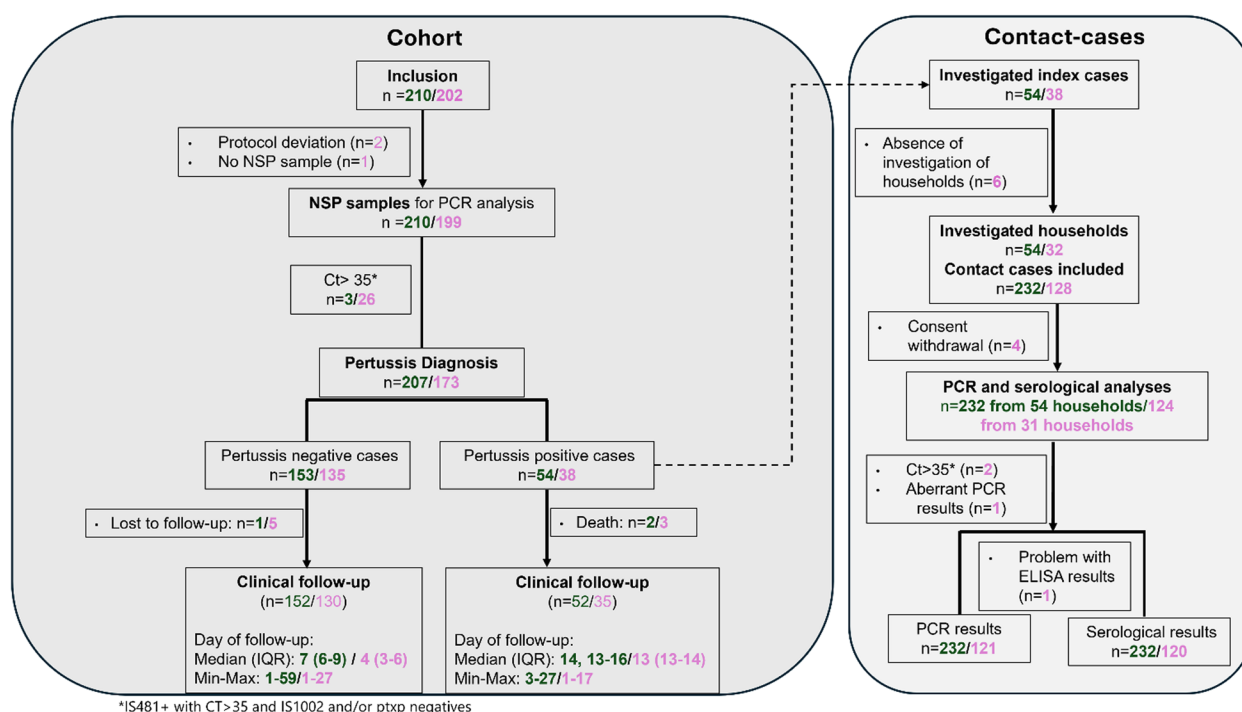 Cohort
Inclusion
n =210/202
• Protocol deviation (n=2)
• No NSP sample (n=1)
NSP samples for PCR analysis
n =210/199
Ct> 35*
n=3/26
Pertussis Diagnosis
n=207/173
Pertussis negative cases
n=153/135
Pertussis positive cases
n=54/38
• Lost to follow-up: n=1/5
• Death: n=2/3
Clinical follow-up
(n=152/130)
Day of follow-up:
Median (IQR): 7 (6-9) / 4 (3-6)
Min-Max: 1-59/1-27
Clinical follow-up
(n=52/35)
Day of follow-up:
Median (IQR): 14, 13-16/13 (13-14)
Min-Max: 3-27/1-17
*IS481+ with CT>35 and IS1002 and/or ptxp negatives
Contact-cases
Investigated index cases
n=54/38
• Absence of
investigation of
households (n=6)
Investigated households
n=54/32
Contact cases included
n=232/128
• Consent
withdrawal (n=4)
PCR and serological analyses
n=232 from 54 households/124
from 31 households
• Ct>35* (n=2)
• Aberrant PCR
results (n=1)
• Problem with
ELISA results
(n=1)
PCR results
n=232/121
Serological results
n=232/120